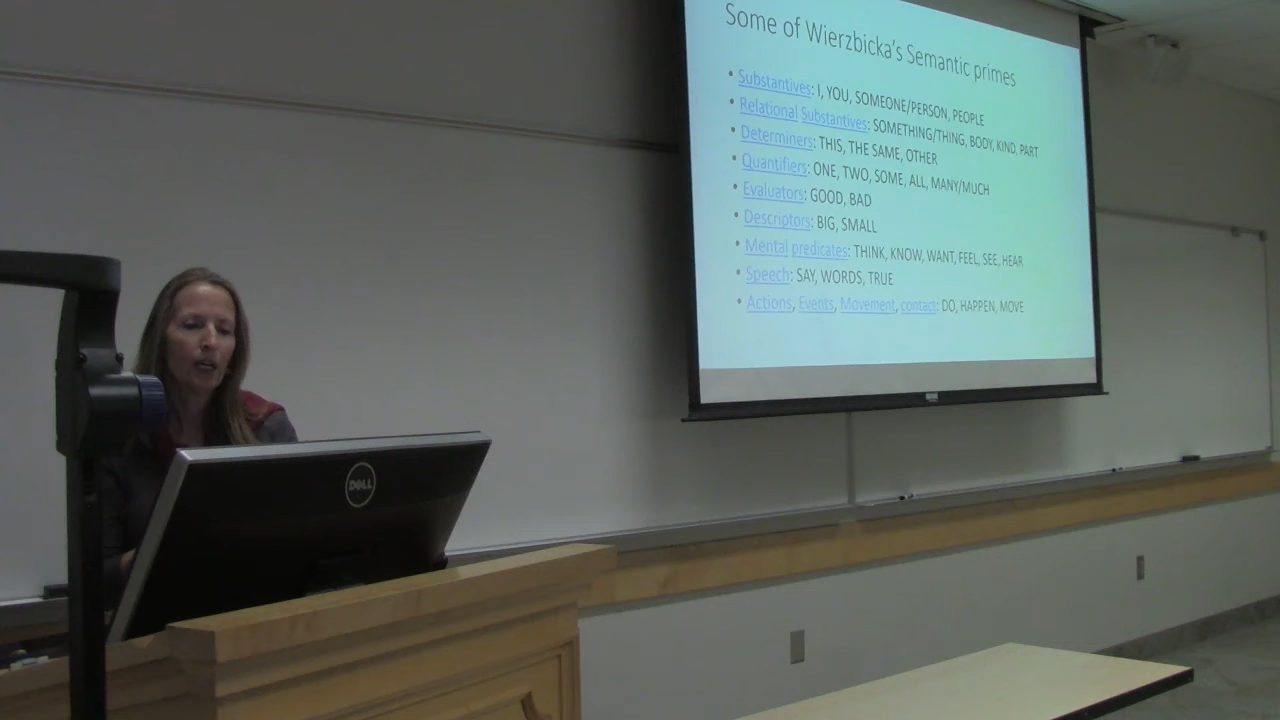 Some of Wierzbicka's Semantic primes
• Substantives: I, YOU, SOMEONE/PERSON, PEOPLE
• Relational Substantives: SOMETHING/THING, BODY, KIND, PART
• Determiners: THIS, THE SAME, OTHER
• Quantifiers: ONE, TWO, SOME, ALL, MANY/MUCH
• Evaluators: GOOD, BAD
• Descriptors: BIG, SMALL
• Mental predicates: THINK, KNOW, WANT, FEEL, SEE, HEAR
• Speech: SAY, WORDS, TRUE
• Actions, Events, Movement, contact: DO, HAPPEN, MOVE
DELL